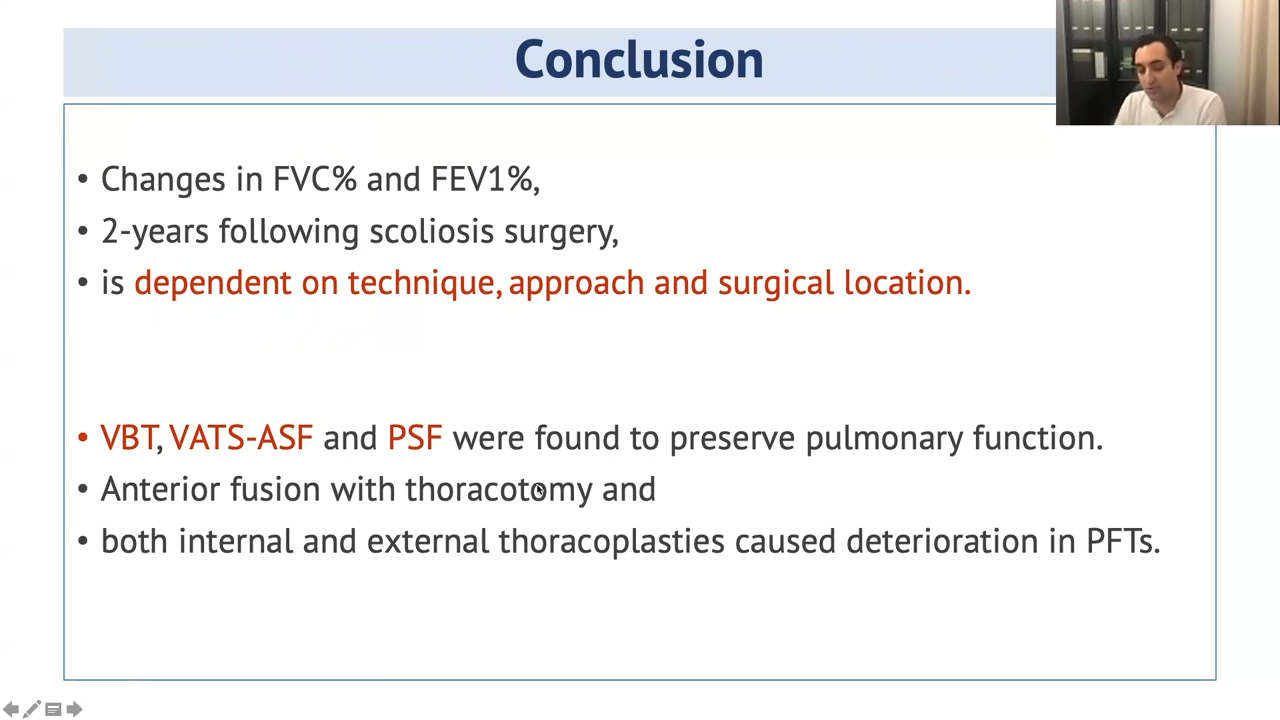 Conclusion
• Changes in FVC% and FEV1%,
• 2-years following scoliosis surgery,
• is dependent on technique, approach and surgical location.
• VBT, VATS-ASF and PSF were found to preserve pulmonary function.
• Anterior fusion with thoracotomy and
• both internal and external thoracoplasties caused deterioration in PFTs.